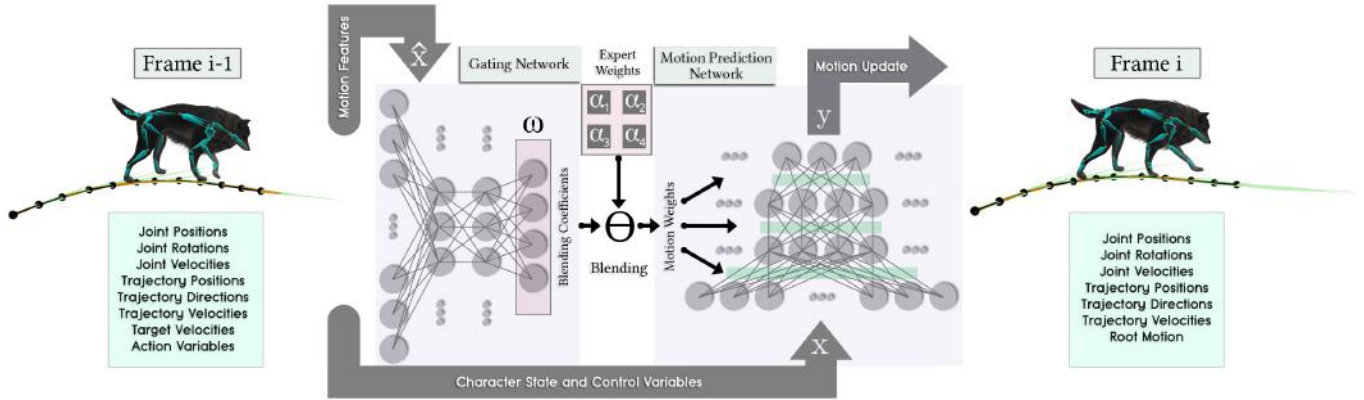 Frame i-1
Joint Positions
Joint Rotations
Joint Velocities
Trajectory Positions
Trajectory Directions
Trajectory Velocities
Target Velocities
Action Variables
Motion Features
x̂
Gating Network
ω
Blending Coefficients
Expert
Weights
α1 α2
α3 α4
Θ
Blending
Motion Prediction
Network
Motion Weights
Motion Update
y
x
Character State and Control Variables
Frame i
Joint Positions
Joint Rotations
Joint Velocities
Trajectory Positions
Trajectory Directions
Trajectory Velocities
Root Motion